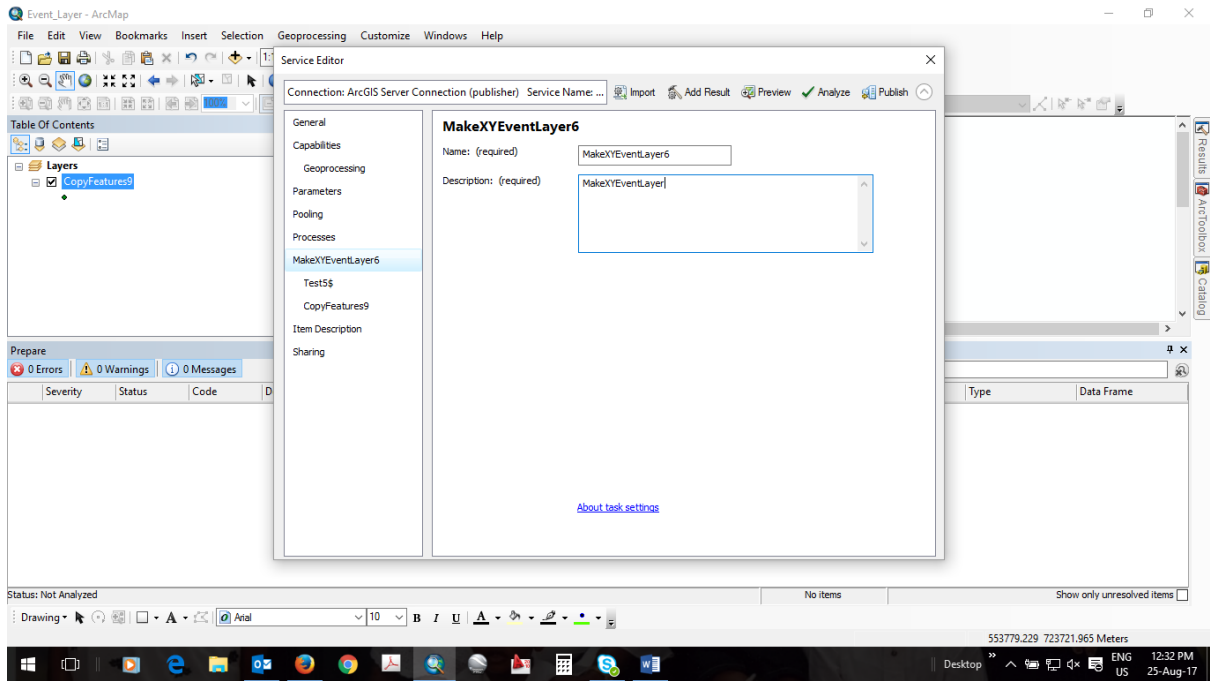 Event_Layer - ArcMap
File Edit View Bookmarks Insert Selection Geoprocessing Customize Windows Help
Service Editor
Connection: ArcGIS Server Connection (publisher) Service Name: ... Import Add Result Preview Analyze Publish
100%
Table Of Contents
Layers
CopyFeatures9
General
Capabilities
Geoprocessing
Parameters
Pooling
Processes
MakeXYEventLayer6
Test5$
CopyFeatures9
Item Description
Sharing
MakeXYEventLayer6
Name: (required) MakeXYEventLayer6
Description: (required) MakeXYEventLayer
About task settings
Results
ArcToolbox
Catalog
Prepare
0 Errors 0 Warnings 0 Messages
Severity Status Code D Type Data Frame
Status: Not Analyzed No items Show only unresolved items
Drawing A Arial 10 B I U A
553779.229 723721.965 Meters
Desktop ENG US 12:32 PM 25-Aug-17